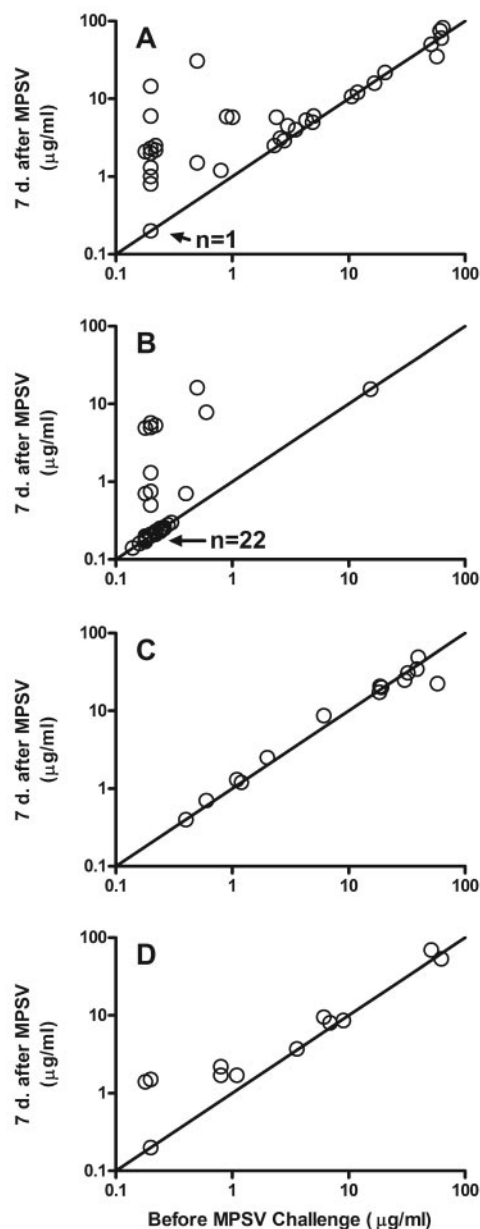 A
7 d. after MPSV
(μg/ml)
100
10
1
0.1
n=1
0.1 1 10 100
B
7 d. after MPSV
(μg/ml)
100
10
1
0.1
n=22
0.1 1 10 100
C
7 d. after MPSV
(μg/ml)
100
10
1
0.1
0.1 1 10 100
D
7 d. after MPSV
(μg/ml)
100
10
1
0.1
0.1 1 10 100
Before MPSV Challenge ( μg/ml)